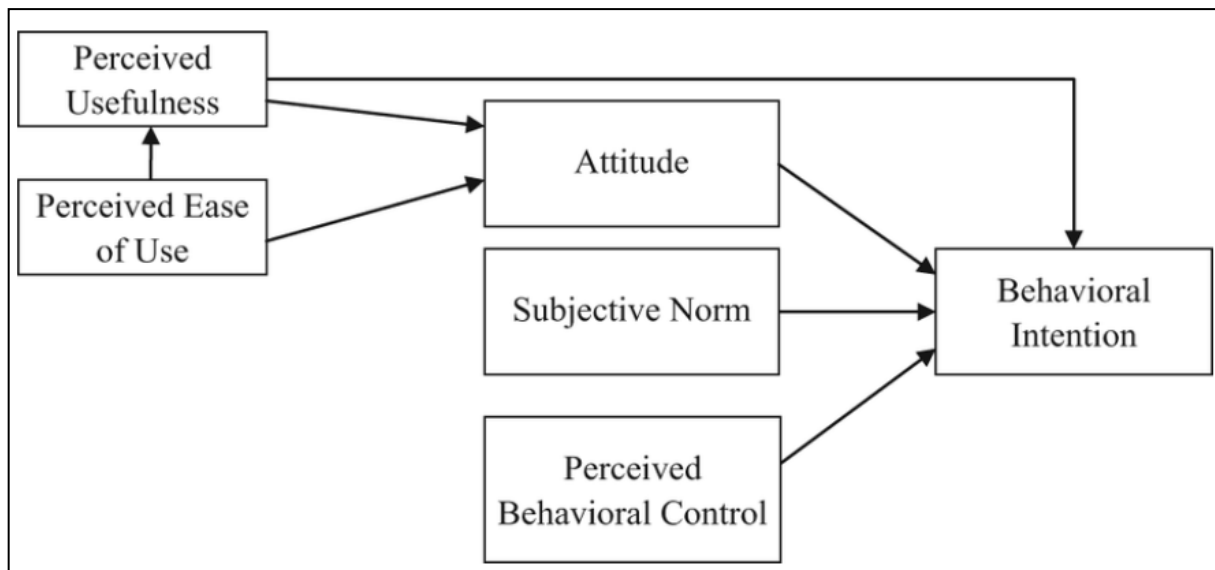 Perceived
Usefulness
Perceived Ease
of Use
Attitude
Subjective Norm
Perceived
Behavioral Control
Behavioral
Intention